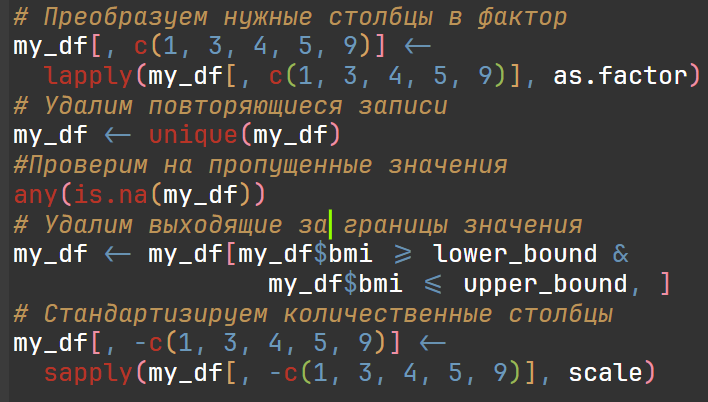 # Преобразуем нужные столбцы в фактор
my_df[, c(1, 3, 4, 5, 9)] <-
  lapply(my_df[, c(1, 3, 4, 5, 9)], as.factor)
# Удалим повторяющиеся записи
my_df <- unique(my_df)
#Проверим на пропущенные значения
any(is.na(my_df))
# Удалим выходящие за границы значения
my_df <- my_df[my_df$bmi >= lower_bound &
                 my_df$bmi <= upper_bound, ]
# Стандартизируем количественные столбцы
my_df[, -c(1, 3, 4, 5, 9)] <-
  sapply(my_df[, -c(1, 3, 4, 5, 9)], scale)